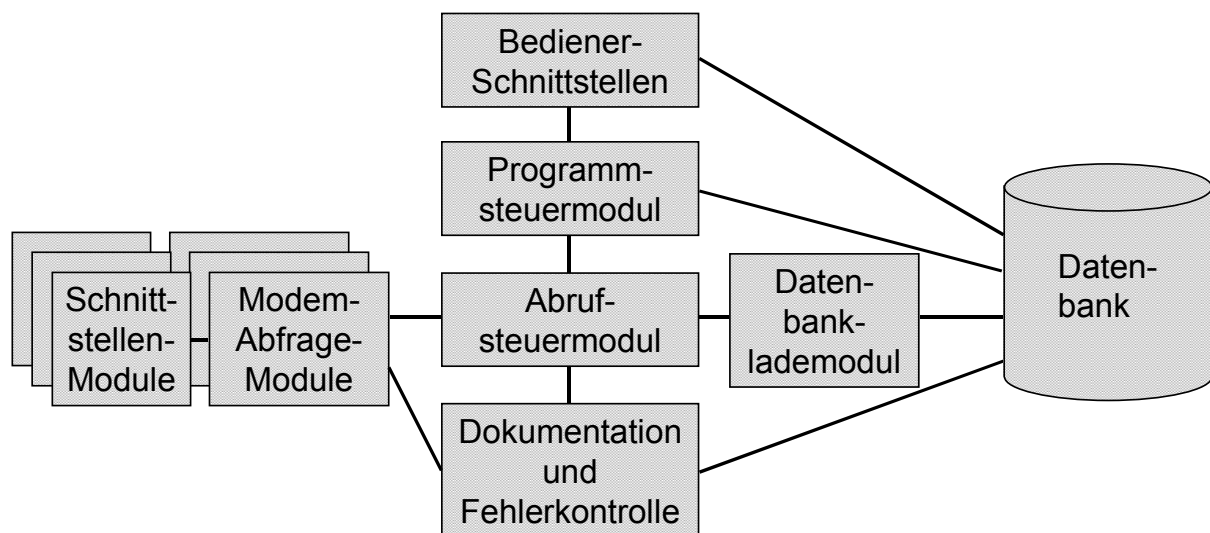 Bediener-
Schnittstellen
Programm-
steuermodul
Schnitt-
stellen-
Module
Modem-
Abfrage-
Module
Abruf-
steuermodul
Daten-
bank-
lademodul
Daten-
bank
Dokumentation
und
Fehlerkontrolle